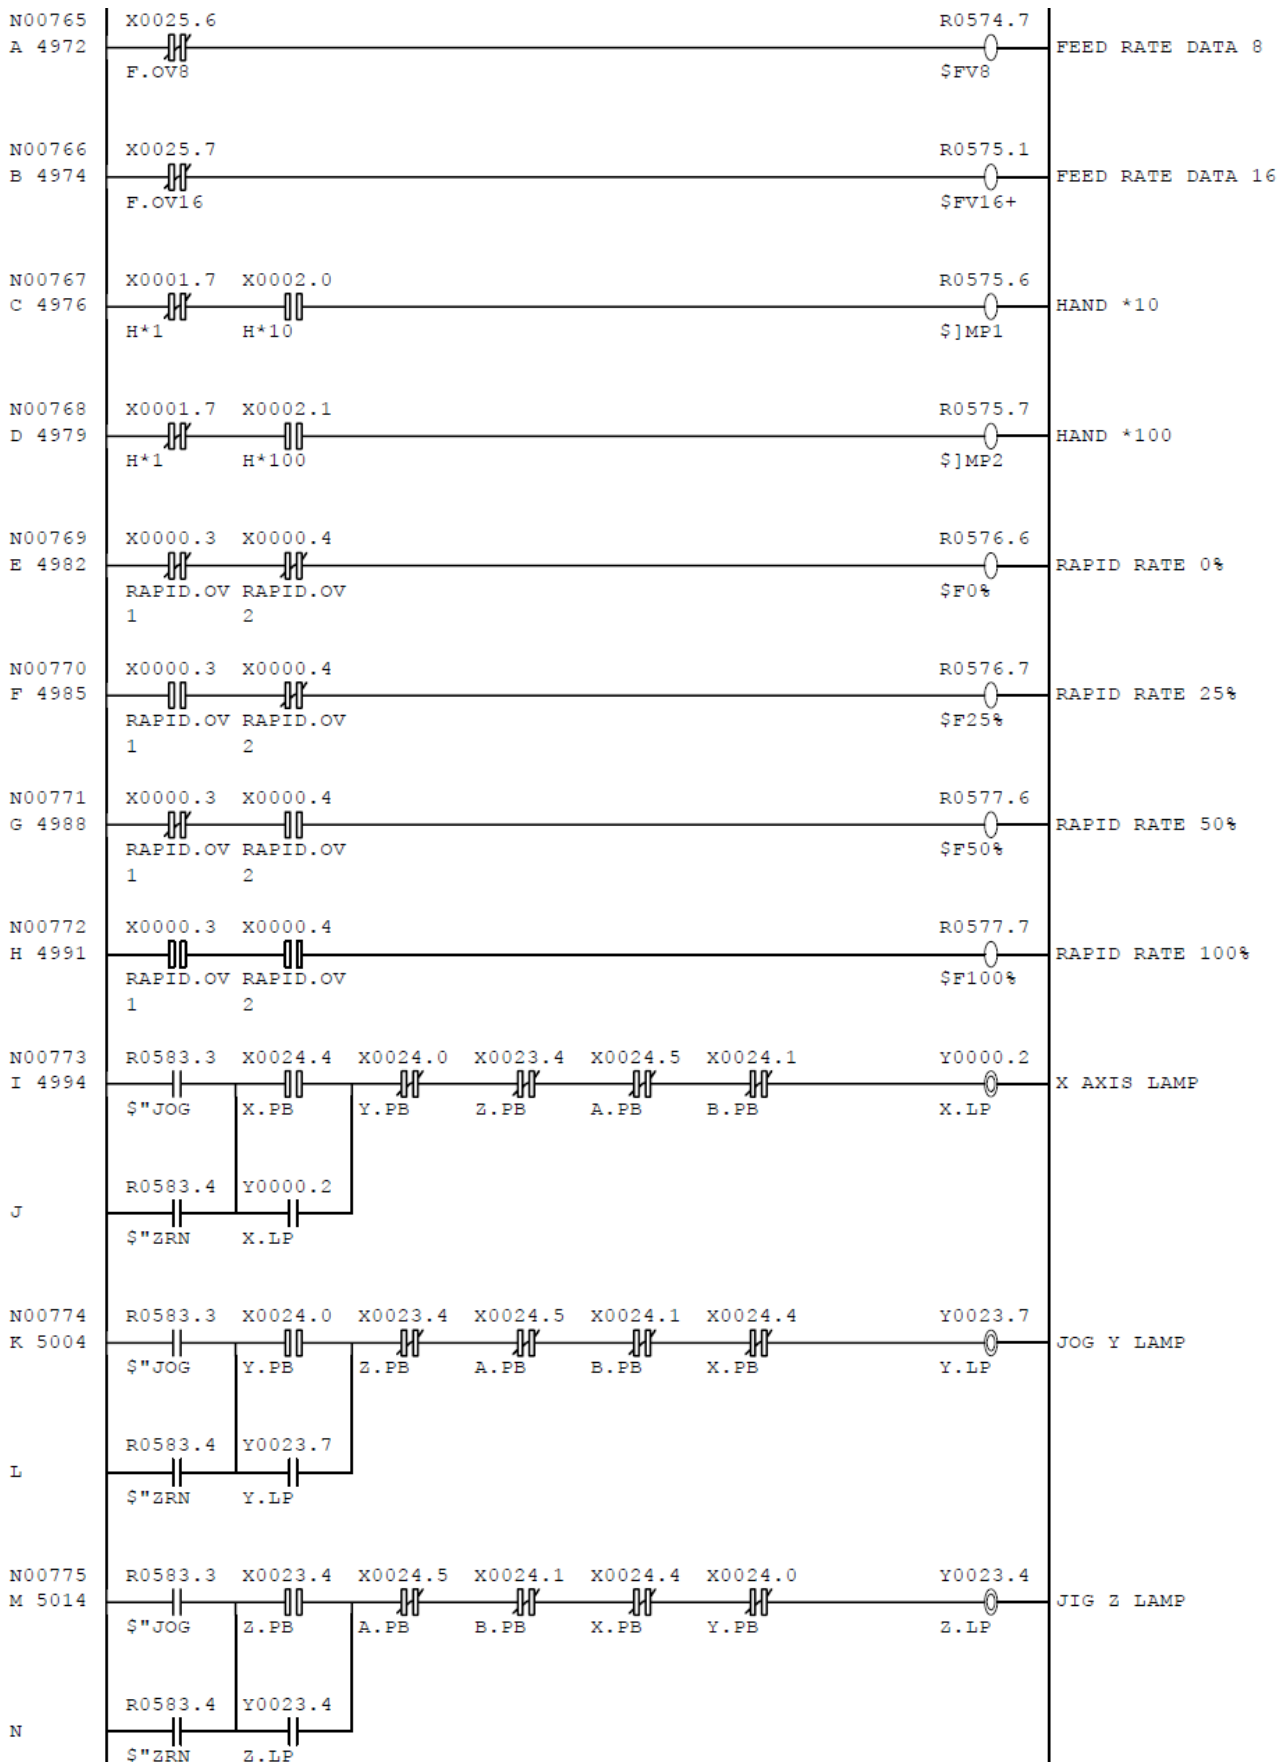 N00765 X0025.6 R0574.7
A 4972 FEED RATE DATA 8
F.OV8 $FV8
N00766 X0025.7 R0575.1
B 4974 FEED RATE DATA 16
F.OV16 $FV16+
N00767 X0001.7 X0002.0 R0575.6
C 4976 HAND *10
H*1 H*10 $]MP1
N00768 X0001.7 X0002.1 R0575.7
D 4979 HAND *100
H*1 H*100 $]MP2
N00769 X0000.3 X0000.4 R0576.6
E 4982 RAPID RATE 0%
RAPID.OV RAPID.OV $F0%
1 2
N00770 X0000.3 X0000.4 R0576.7
F 4985 RAPID RATE 25%
RAPID.OV RAPID.OV $F25%
1 2
N00771 X0000.3 X0000.4 R0577.6
G 4988 RAPID RATE 50%
RAPID.OV RAPID.OV $F50%
1 2
N00772 X0000.3 X0000.4 R0577.7
H 4991 RAPID RATE 100%
RAPID.OV RAPID.OV $F100%
1 2
N00773 R0583.3 X0024.4 X0024.0 X0023.4 X0024.5 X0024.1 Y0000.2
I 4994 X AXIS LAMP
$"JOG X.PB Y.PB Z.PB A.PB B.PB X.LP
R0583.4 Y0000.2
J
$"ZRN X.LP
N00774 R0583.3 X0024.0 X0023.4 X0024.5 X0024.1 X0024.4 Y0023.7
K 5004 JOG Y LAMP
$"JOG Y.PB Z.PB A.PB B.PB X.PB Y.LP
R0583.4 Y0023.7
L
$"ZRN Y.LP
N00775 R0583.3 X0023.4 X0024.5 X0024.1 X0024.4 X0024.0 Y0023.4
M 5014 JIG Z LAMP
$"JOG Z.PB A.PB B.PB X.PB Y.PB Z.LP
R0583.4 Y0023.4
N
$"ZRN Z.LP